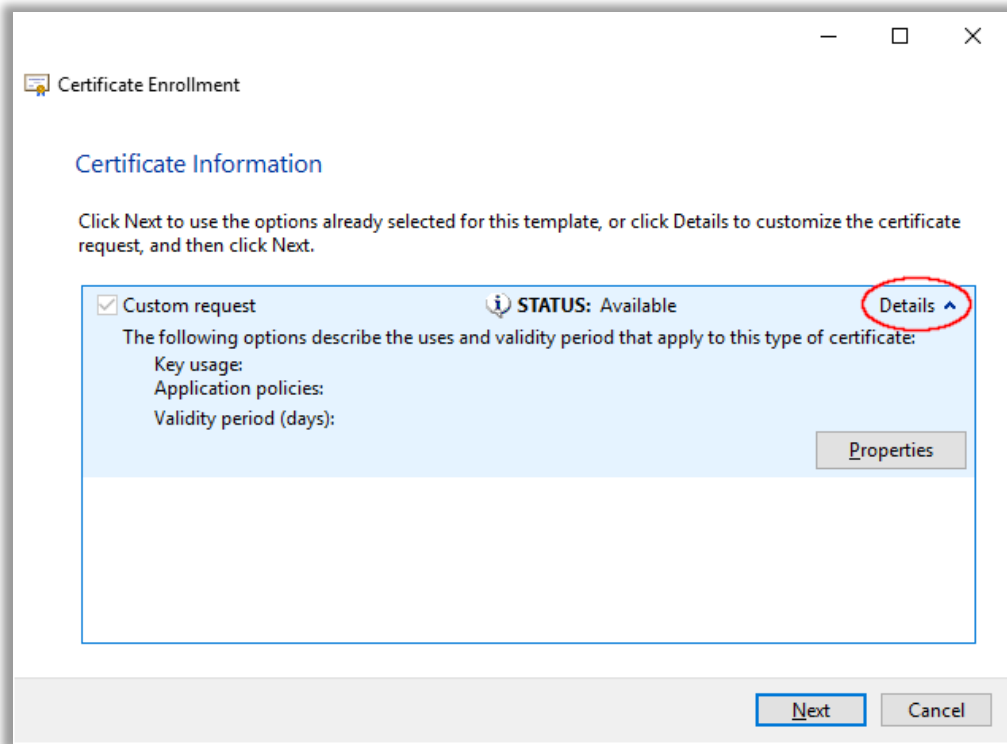 Certificate Enrollment
Certificate Information
Click Next to use the options already selected for this template, or click Details to customize the certificate
request, and then click Next.
Custom request STATUS: Available Details
The following options describe the uses and validity period that apply to this type of certificate:
Key usage:
Application policies:
Validity period (days):
Properties
Next Cancel